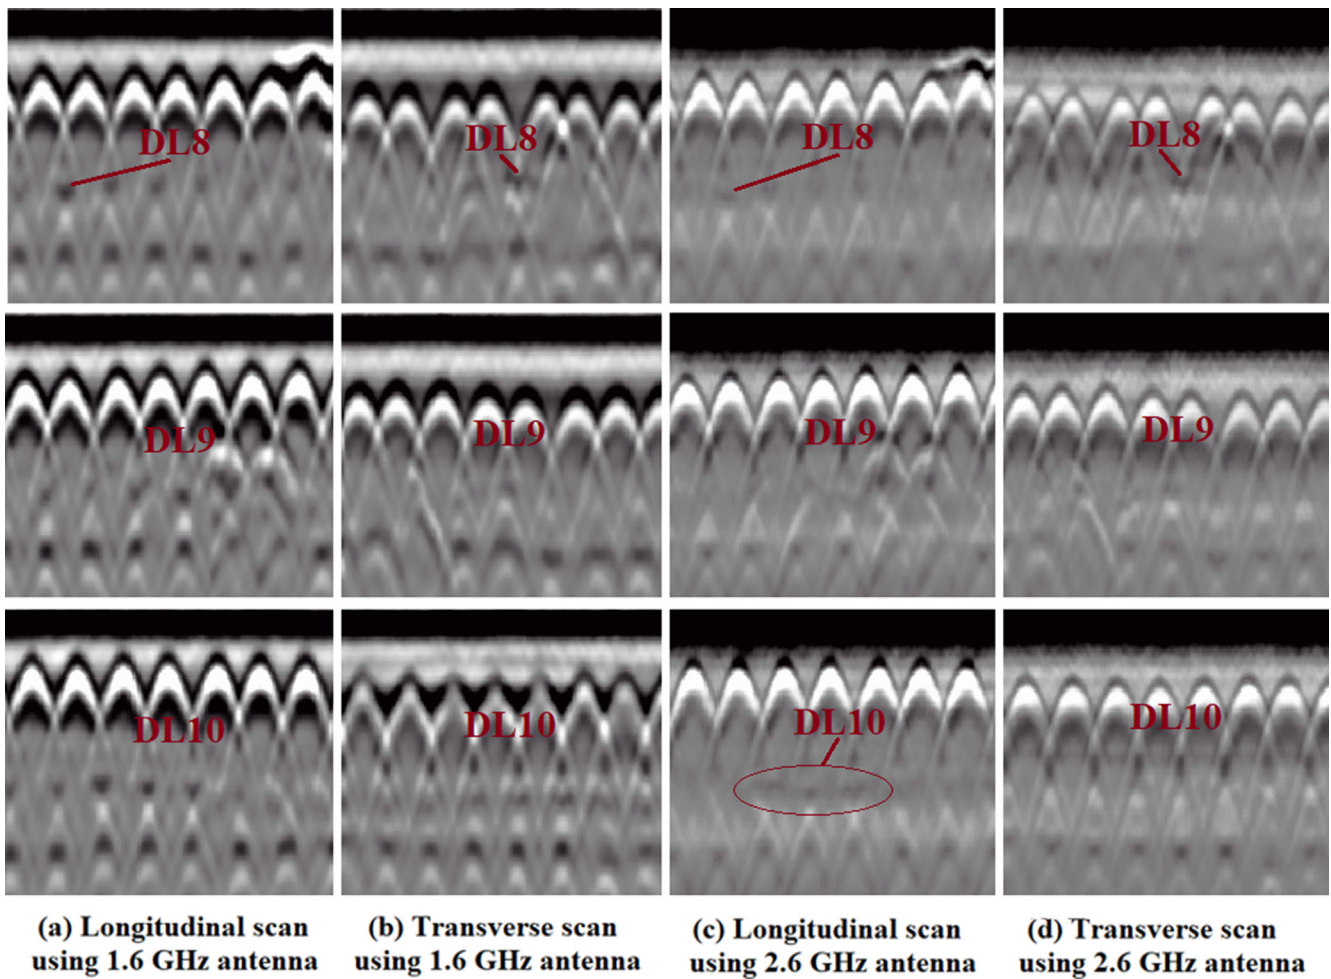 DL8
DL8
DL8
DL8
DL9
DL9
DL9
DL9
DL10
DL10
DL10
DL10
(a) Longitudinal scan
using 1.6 GHz antenna
(b) Transverse scan
using 1.6 GHz antenna
(c) Longitudinal scan
using 2.6 GHz antenna
(d) Transverse scan
using 2.6 GHz antenna